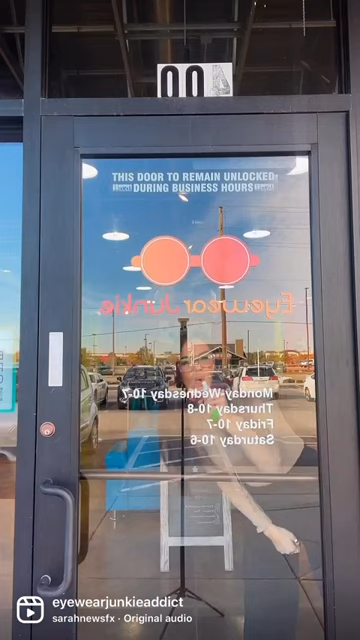 THIS DOOR TO REMAIN UNLOCKED
DURING BUSINESS HOURS
Eyewear Junkie
Monday-Wednesday 10-7
Thursday 10-8
Friday 10-7
Saturday 10-6
eyewearjunkieaddict
sarahnewsfx · Original audio